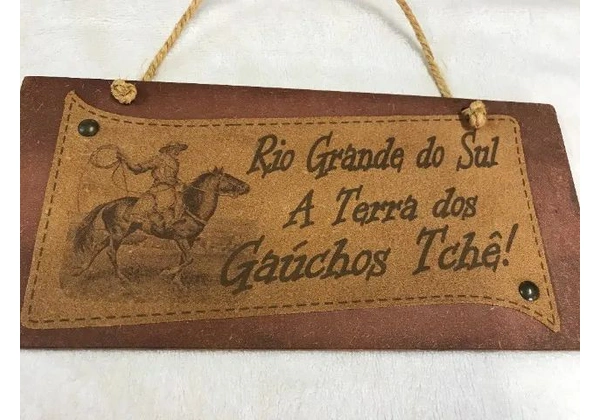 Rio Grande do Sul
A Terra dos
Gaúchos Tchê!